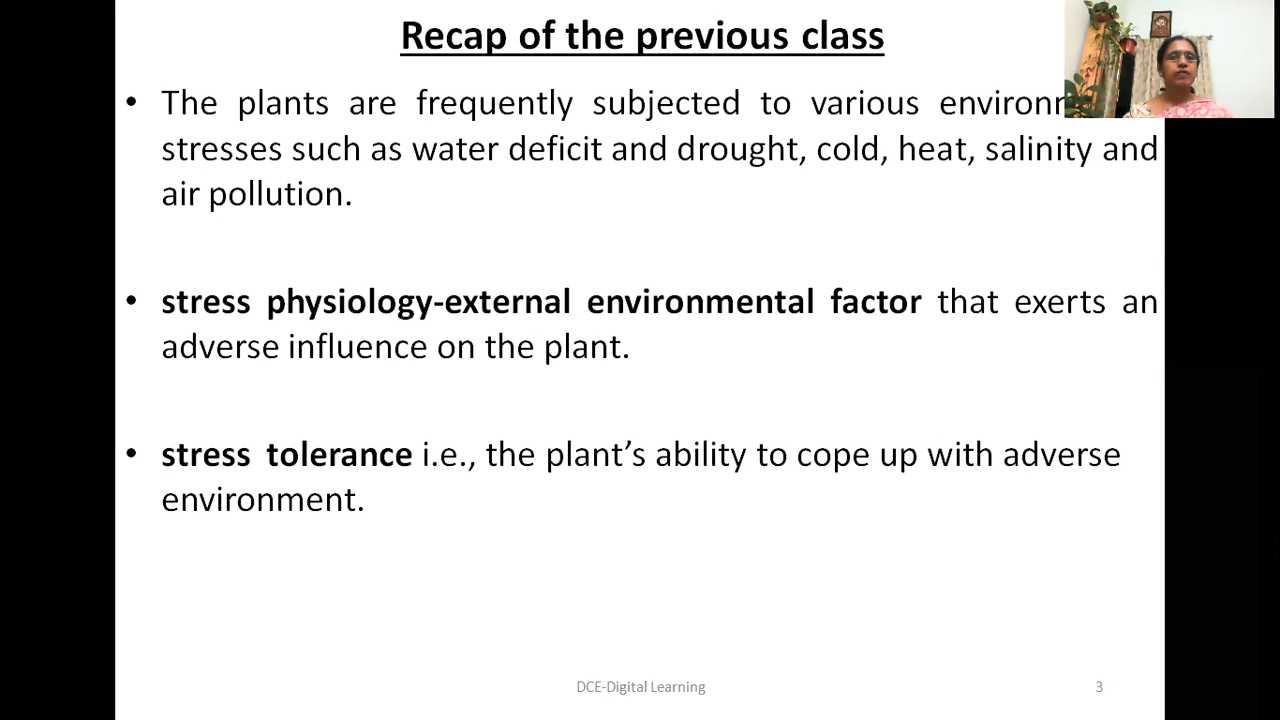 Recap of the previous class
• The plants are frequently subjected to various
stresses such as water deficit and drought, cold, heat, salinity and
air pollution.
• stress physiology-external environmental factor that exerts an
adverse influence on the plant.
• stress tolerance i.e., the plant’s ability to cope up with adverse
environment.
DCE-Digital Learning
3